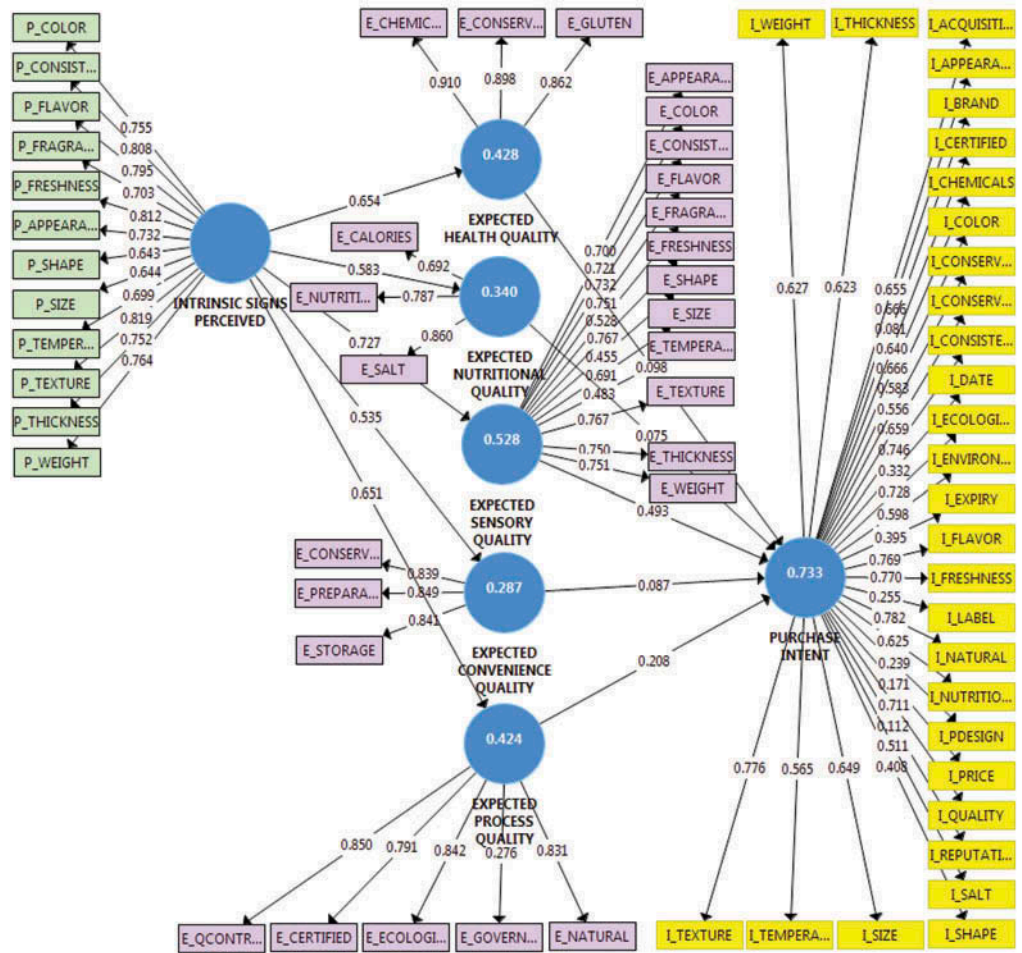 P_COLOR
P_CONSIST...
P_FLAVOR
P_FRAGRA...
P_FRESHNESS
P_APPEARA...
P_SHAPE
P_SIZE
P_TEMPER...
P_TEXTURE
P_THICKNESS
P_WEIGHT
0.755
0.808
0.795
0.703
0.812
0.732
0.643
0.644
0.699
0.819
0.752
0.764
INTRINSIC SIGNS
PERCEIVED
0.654
0.583
0.727
0.535
0.651
E_CHEMIC...
E_CONSERV...
E_GLUTEN
0.910
0.898
0.862
0.428
EXPECTED
HEALTH QUALITY
E_CALORIES
E_NUTRITI...
E_SALT
0.692
0.787
0.860
0.340
EXPECTED
NUTRITIONAL
QUALITY
E_APPEARA...
E_COLOR
E_CONSIST...
E_FLAVOR
E_FRAGRA...
E_FRESHNESS
E_SHAPE
E_SIZE
E_TEMPERA...
E_TEXTURE
E_THICKNESS
E_WEIGHT
0.700
0.721
0.732
0.751
0.528
0.767
0.455
0.691
0.483
0.767
0.750
0.751
0.528
EXPECTED
SENSORY
QUALITY
0.098
0.075
0.493
0.087
0.208
E_CONSERV...
E_PREPARA...
E_STORAGE
0.839
0.849
0.841
0.287
EXPECTED
CONVENIENCE
QUALITY
0.424
EXPECTED
PROCESS
QUALITY
0.850
0.791
0.842
0.276
0.831
E_QCONTR...
E_CERTIFIED
E_ECOLOGI...
E_GOVERN...
E_NATURAL
0.733
PURCHASE
INTENT
I_WEIGHT
I_THICKNESS
0.627
0.623
I_ACQUISITI...
I_APPEARA...
I_BRAND
I_CERTIFIED
I_CHEMICALS
I_COLOR
I_CONSERV...
I_CONSERV...
I_CONSISTE...
I_DATE
I_ECOLOGI...
I_ENVIRON...
I_EXPIRY
I_FLAVOR
I_FRESHNESS
I_LABEL
I_NATURAL
I_NUTRITIO...
I_PDESIGN
I_PRICE
I_QUALITY
I_REPUTATI...
I_SALT
I_SHAPE
0.655
0.666
0.081
0.640
0.666
0.583
0.556
0.659
0.746
0.332
0.728
0.598
0.395
0.769
0.770
0.255
0.782
0.625
0.239
0.171
0.711
0.112
0.511
0.408
0.776
0.565
0.649
I_TEXTURE
I_TEMPERA...
I_SIZE